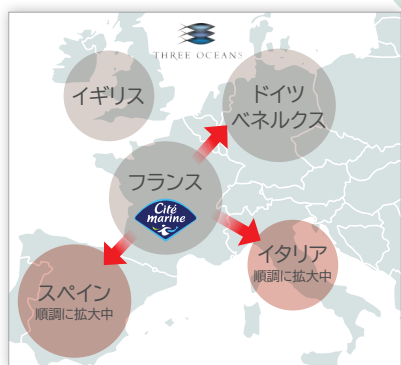 THREE OCEANS
イギリス
ドイツ
ベネルクス
フランス
Cité
marine
イタリア
順調に拡大中
スペイン
順調に拡大中